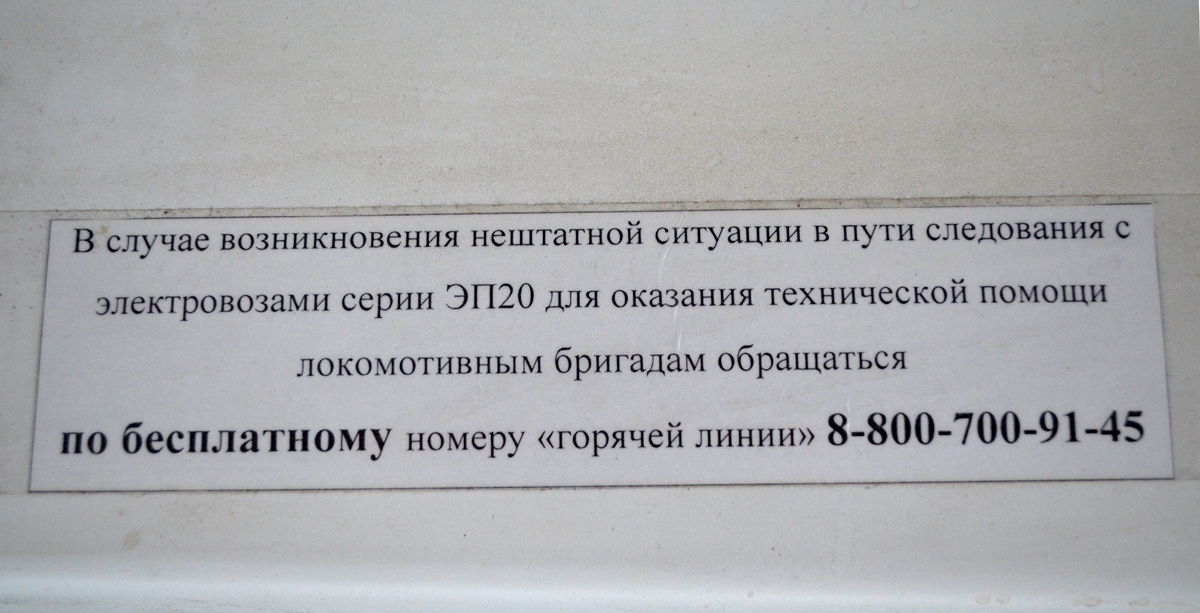 В случае возникновения нештатной ситуации в пути следования с
электровозами серии ЭП20 для оказания технической помощи
локомотивным бригадам обращаться
по бесплатному номеру «горячей линии» 8-800-700-91-45